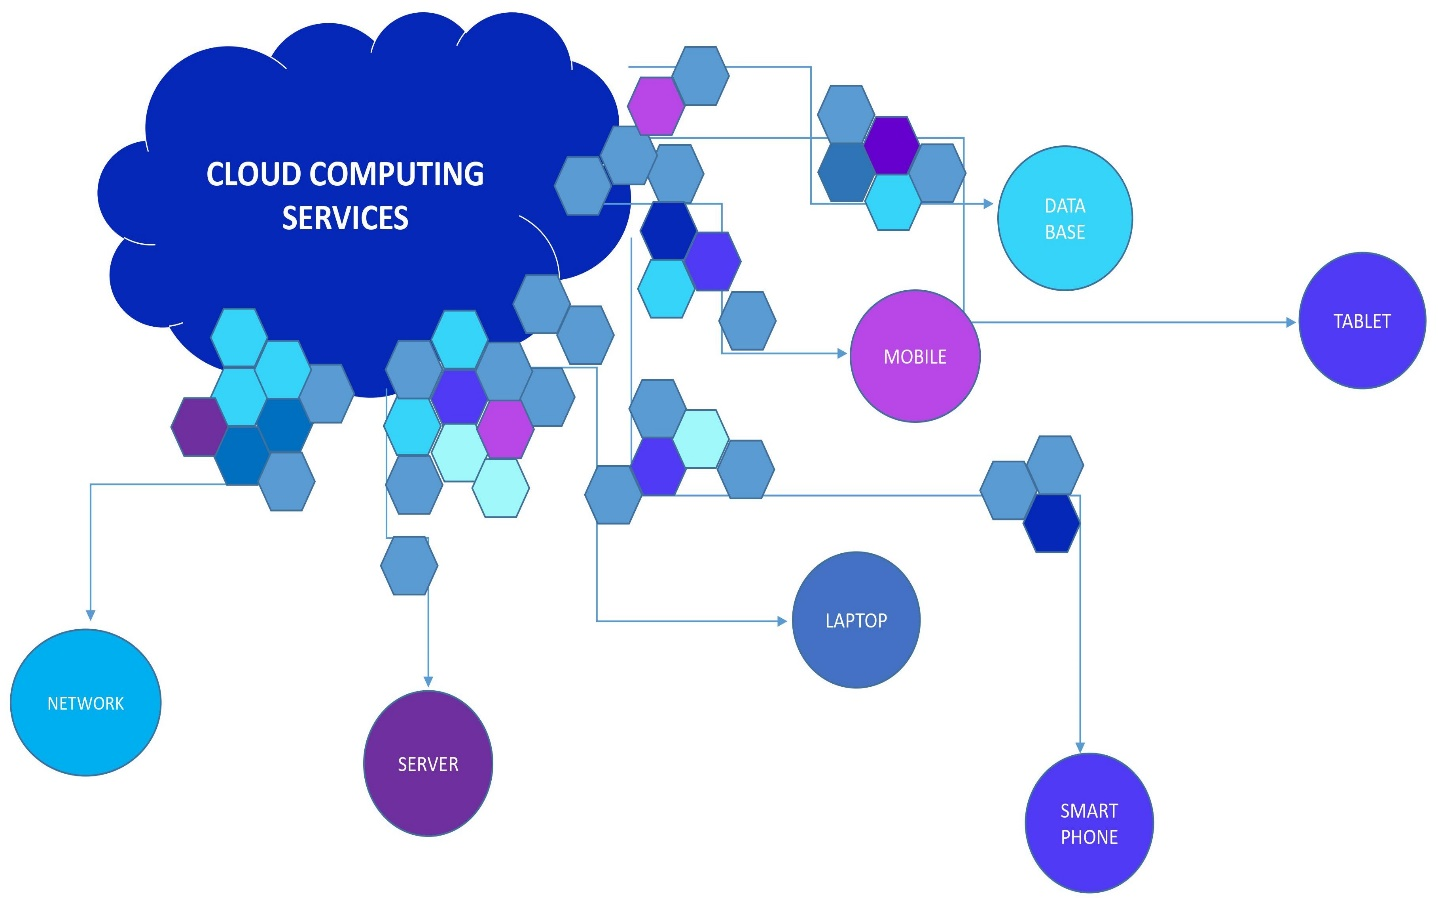 CLOUD COMPUTING
SERVICES
DATA
BASE
TABLET
MOBILE
LAPTOP
NETWORK
SERVER
SMART
PHONE